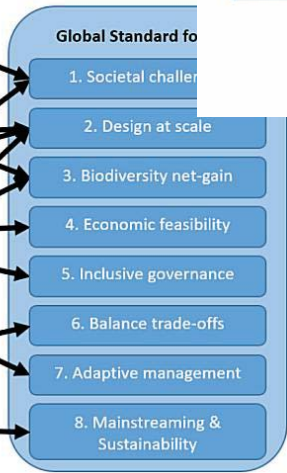 Global Standard fo
1. Societal challen
2. Design at scale
3. Biodiversity net-gain
4. Economic feasibility
5. Inclusive governance
6. Balance trade-offs
7. Adaptive management
8. Mainstreaming &
Sustainability